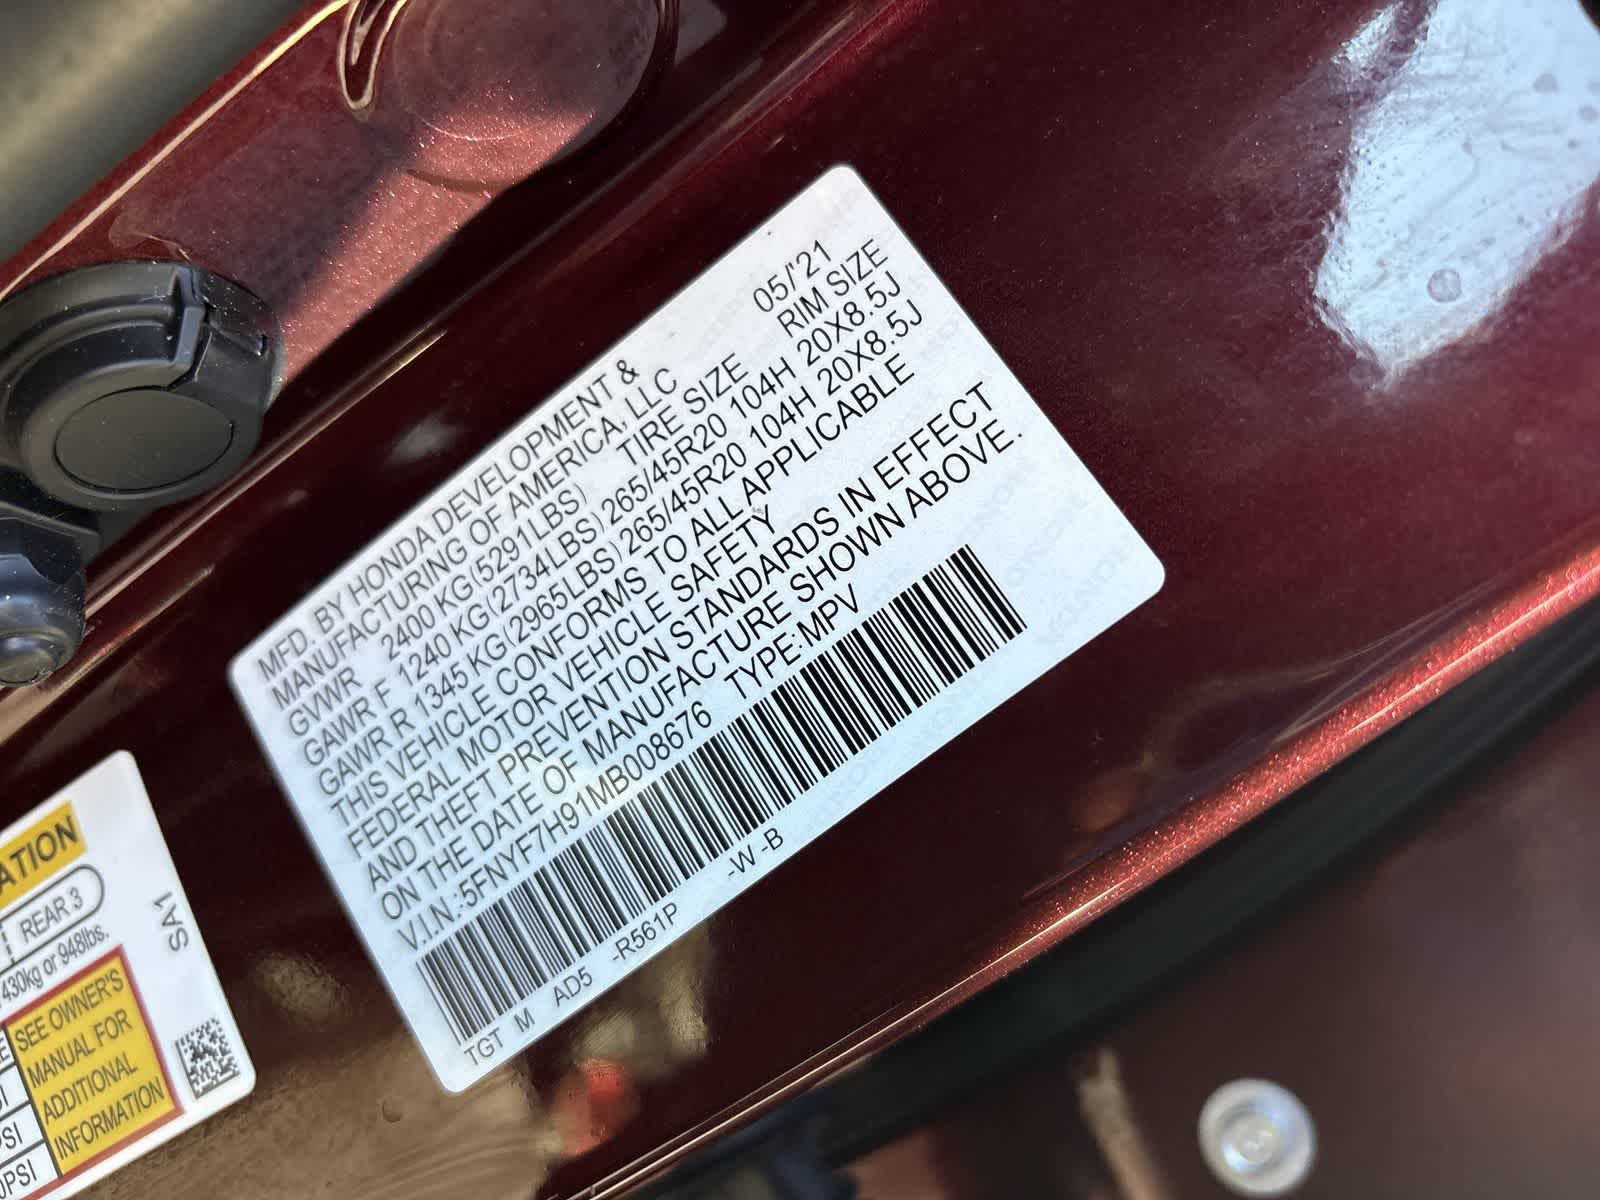 MFD. BY HONDA DEVELOPMENT &
MANUFACTURING OF AMERICA, LLC 05/'21
GVWR 2400 KG(5291LBS) TIRE SIZE RIM SIZE
GAWR F 1240 KG(2734LBS) 265/45R20 104H 20X8.5J
GAWR R 1345 KG(2965LBS) 265/45R20 104H 20X8.5J
THIS VEHICLE CONFORMS TO ALL APPLICABLE
FEDERAL MOTOR VEHICLE SAFETY
AND THEFT PREVENTION STANDARDS IN EFFECT
ON THE DATE OF MANUFACTURE SHOWN ABOVE.
V.I.N.:5FNYF7H91MB008676 TYPE:MPV
TGT M AD5 -R561P -W -B
ATION
REAR 3
430kg or 948lbs.
SA1
SEE OWNER'S
MANUAL FOR
ADDITIONAL
INFORMATION
PSI
PSI